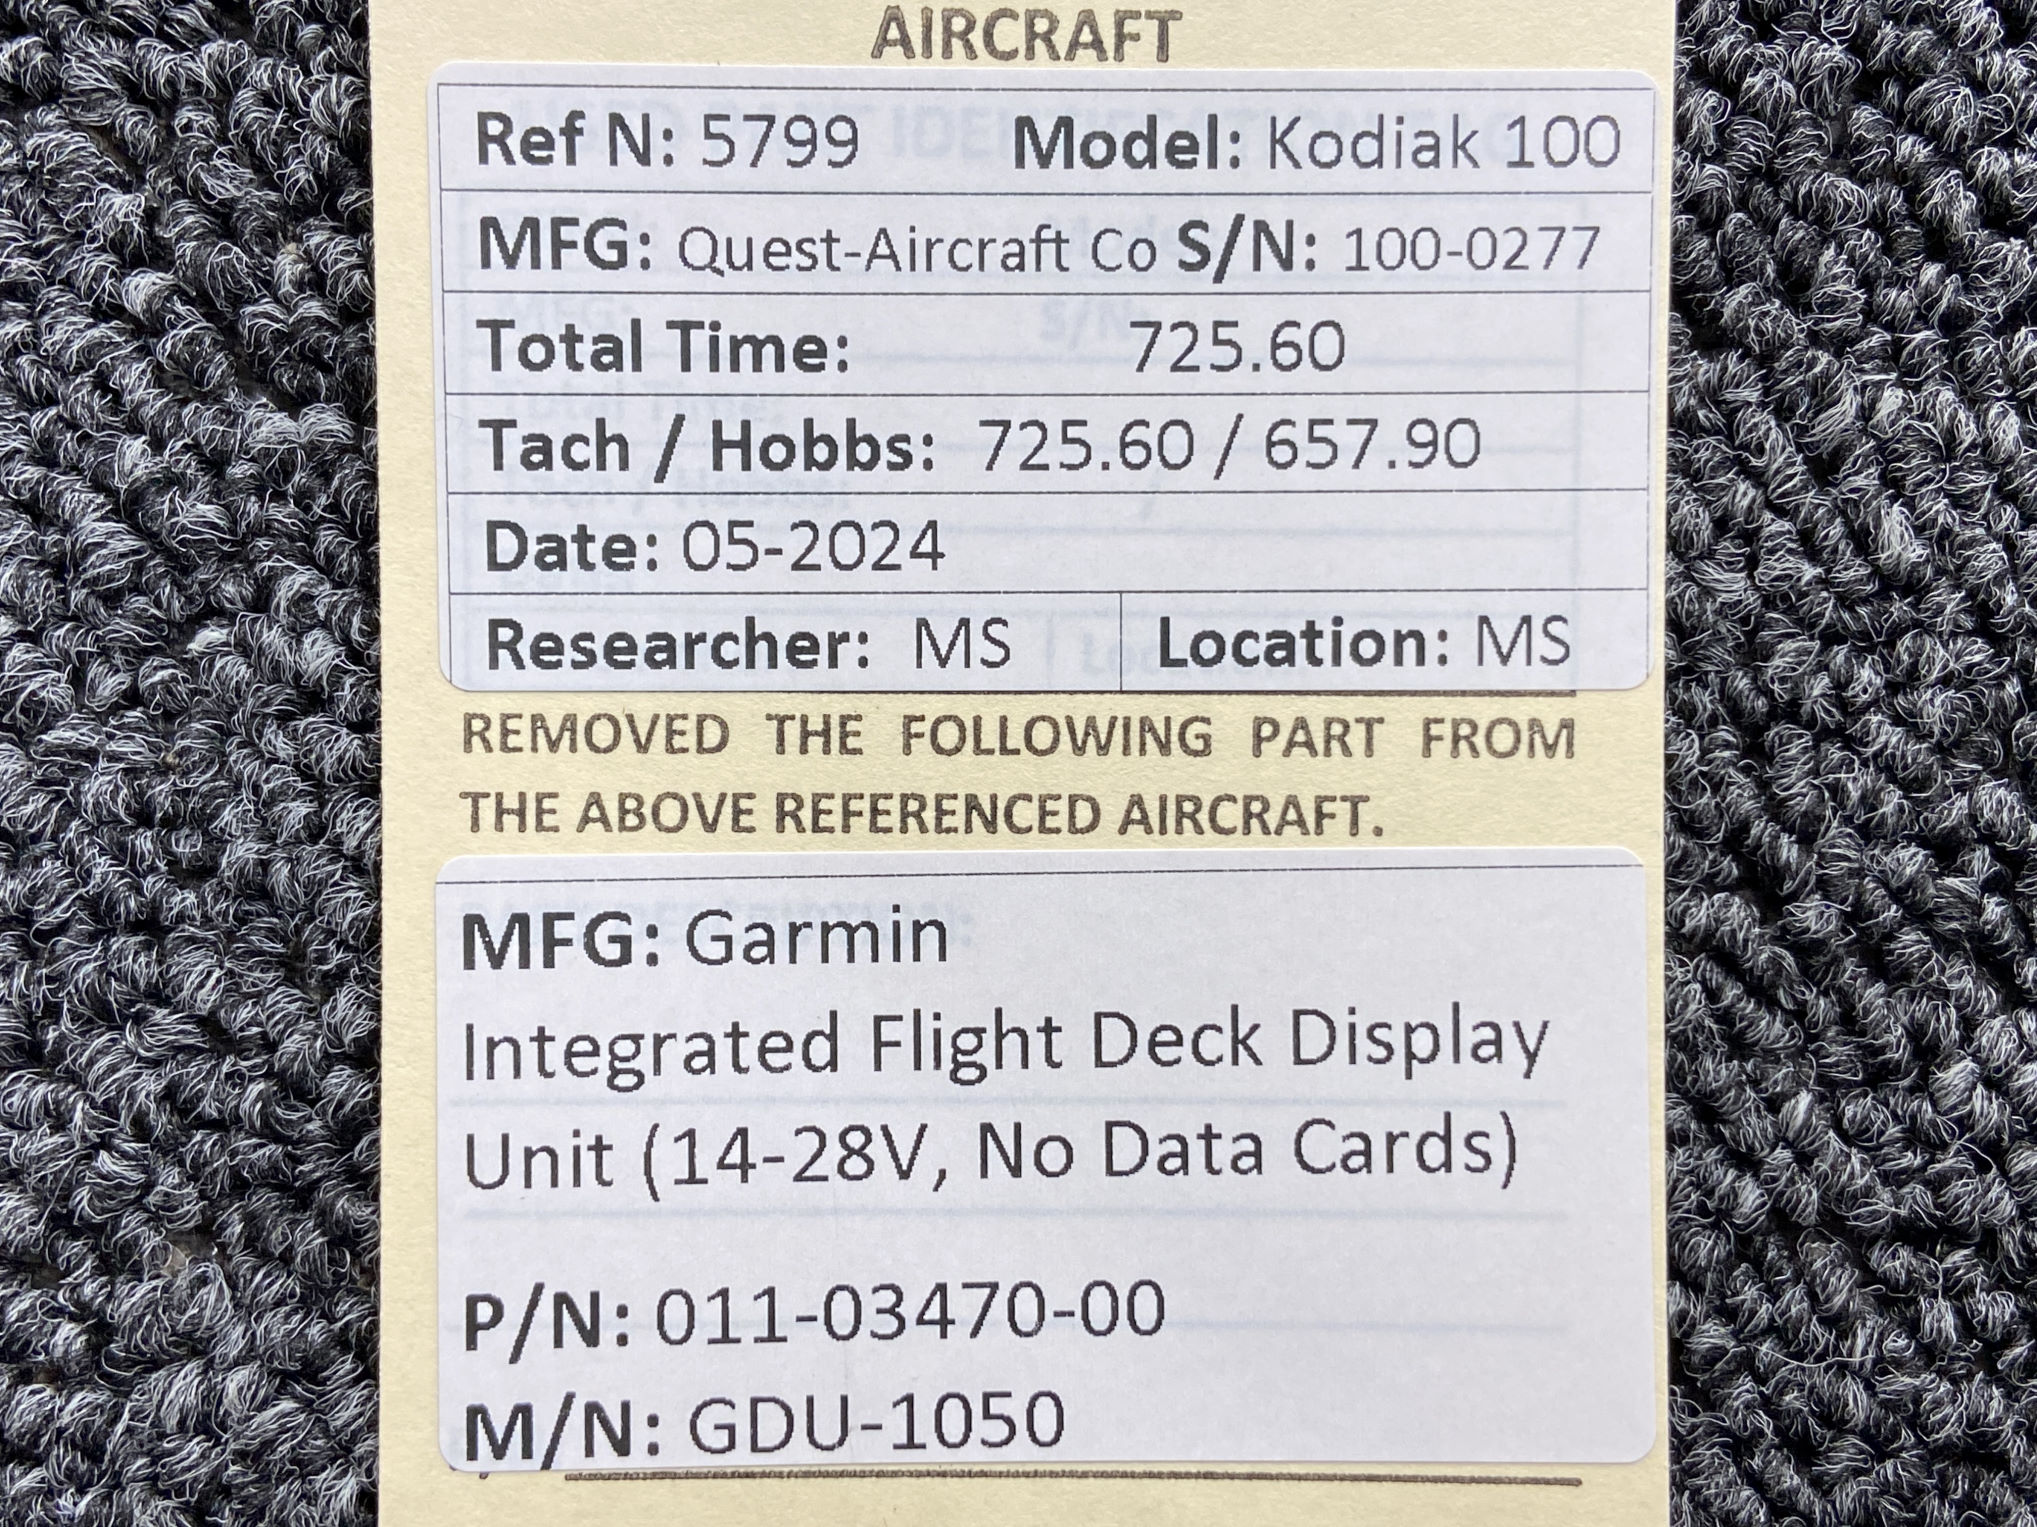 AIRCRAFT
Ref N: 5799 Model: Kodiak 100
MFG: Quest-Aircraft Co S/N: 100-0277
Total Time: 725.60
Tach / Hobbs: 725.60 / 657.90
Date: 05-2024
Researcher: MS Location: MS
REMOVED THE FOLLOWING PART FROM
THE ABOVE REFERENCED AIRCRAFT.
MFG: Garmin
Integrated Flight Deck Display
Unit (14-28V, No Data Cards)
P/N: 011-03470-00
M/N: GDU-1050